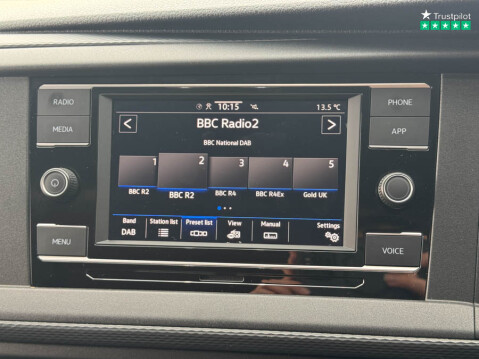 Trustpilot
RADIO
MEDIA
MENU
10:15
13.5 °C
<
BBC Radio2
>
BBC National DAB
1 2 3 4 5
BBC R2 BBC R2 BBC R4 BBC R4Ex Gold UK
Band Station list Preset list View Manual Settings
DAB
PHONE
APP
VOICE